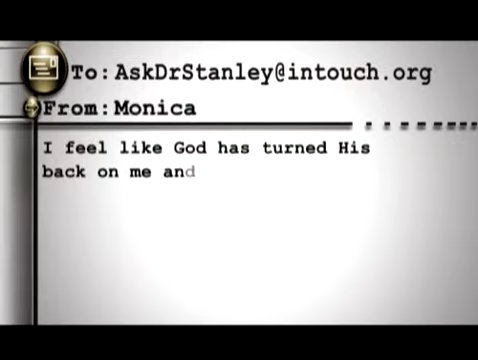 To: AskDrStanley@intouch.org
From: Monica
I feel like God has turned His
back on me and